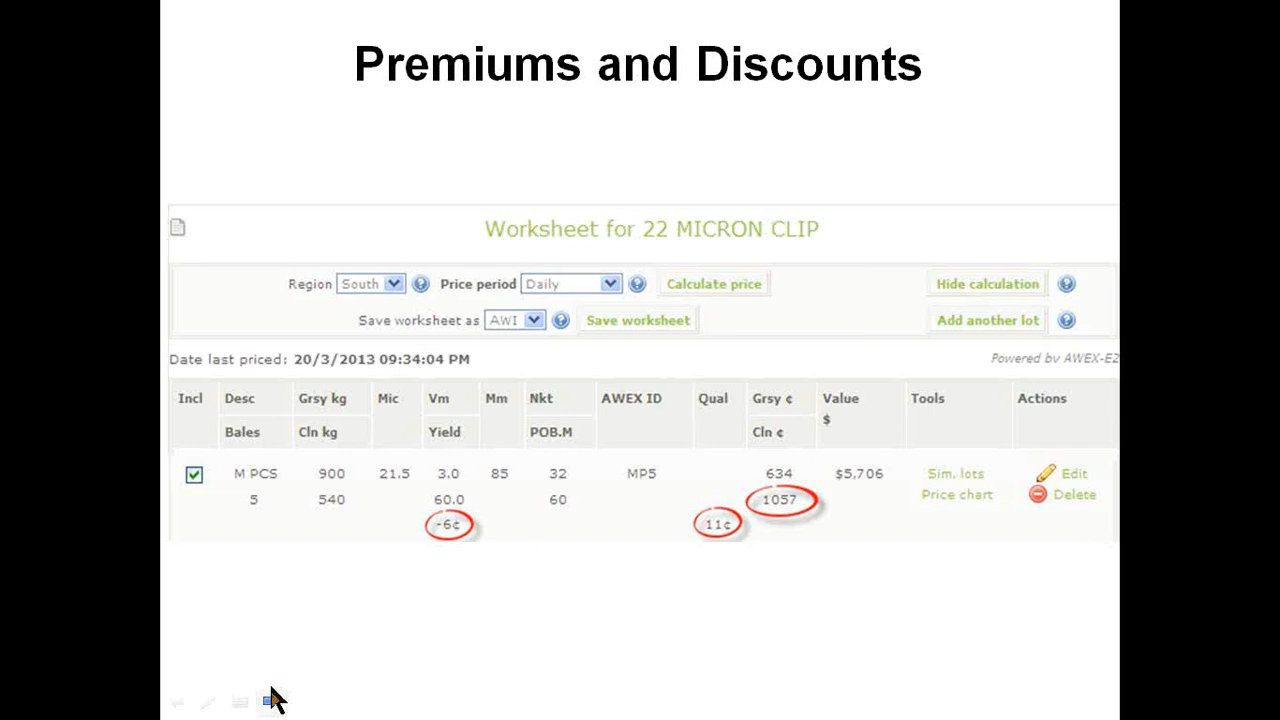 Premiums and Discounts
Worksheet for 22 MICRON CLIP
Region South Price period Daily Calculate price Hide calculation
Save worksheet as AWI Save worksheet Add another lot
Date last priced: 20/3/2013 09:34:04 PM Powered by AWEX-EZ
Incl Desc Grsy kg Mic Vm Mm Nkt AWEX ID Qual Grsy ¢ Value $ Tools Actions
Bales Cln kg Yield POB.M Cln ¢
M PCS 900 21.5 3.0 85 32 MP5 634 $5,706 Sim. lots Edit
5 540 60.0 60 1057 Price chart Delete
-6¢ 11¢